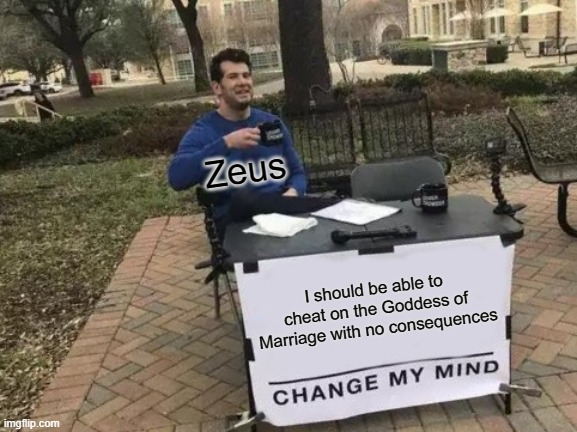 Zeus
I should be able to
cheat on the Goddess of
Marriage with no consequences
CHANGE MY MIND
imgflip.com